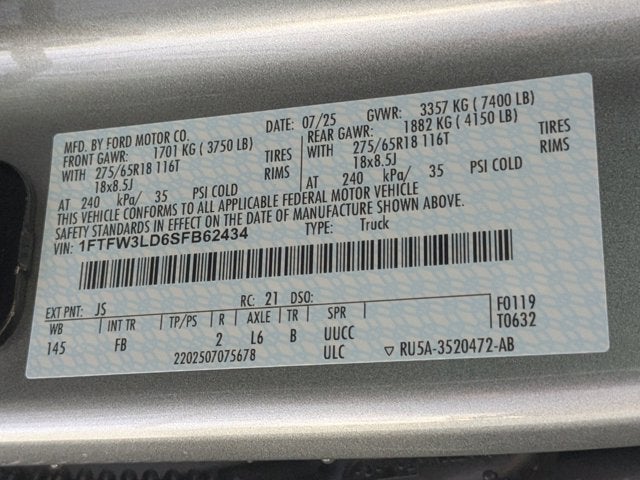 MFD. BY FORD MOTOR CO.
DATE: 07/25 GVWR: 3357 KG ( 7400 LB)
FRONT GAWR: 1701 KG ( 3750 LB)
REAR GAWR: 1882 KG ( 4150 LB)
WITH 275/65R18 116T TIRES
WITH 275/65R18 116T TIRES
18x8.5J RIMS
18x8.5J RIMS
AT 240 kPa/ 35 PSI COLD
AT 240 kPa/ 35 PSI COLD
THIS VEHICLE CONFORMS TO ALL APPLICABLE FEDERAL MOTOR VEHICLE
SAFETY STANDARDS IN EFFECT ON THE DATE OF MANUFACTURE SHOWN ABOVE.
VIN: 1FTFW3LD6SFB62434 TYPE: Truck
EXT PNT: JS RC: 21 DSO:
WB INT TR TP/PS R AXLE TR SPR
145 FB 2 L6 B UUCC
2202507075678 ULC
F0119
T0632
▽ RU5A-3520472-AB